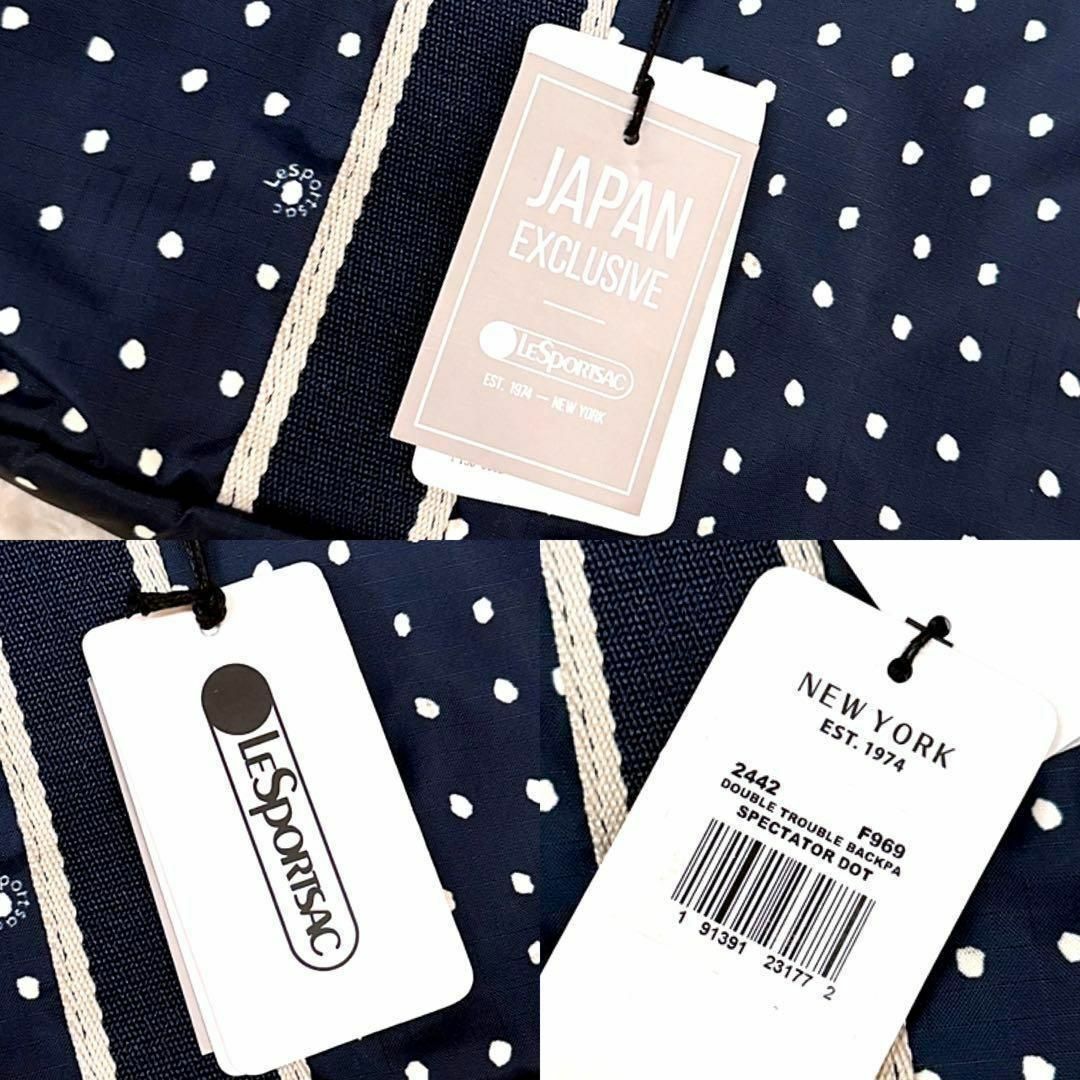 LeSportsac
JAPAN
EXCLUSIVE
LESPORTSAC
EST. 1974 — NEW YORK
LESPORTSAC
NEW YORK
EST. 1974
2442 F969
DOUBLE TROUBLE BACKPA
SPECTATOR DOT
1 91391 23177 2